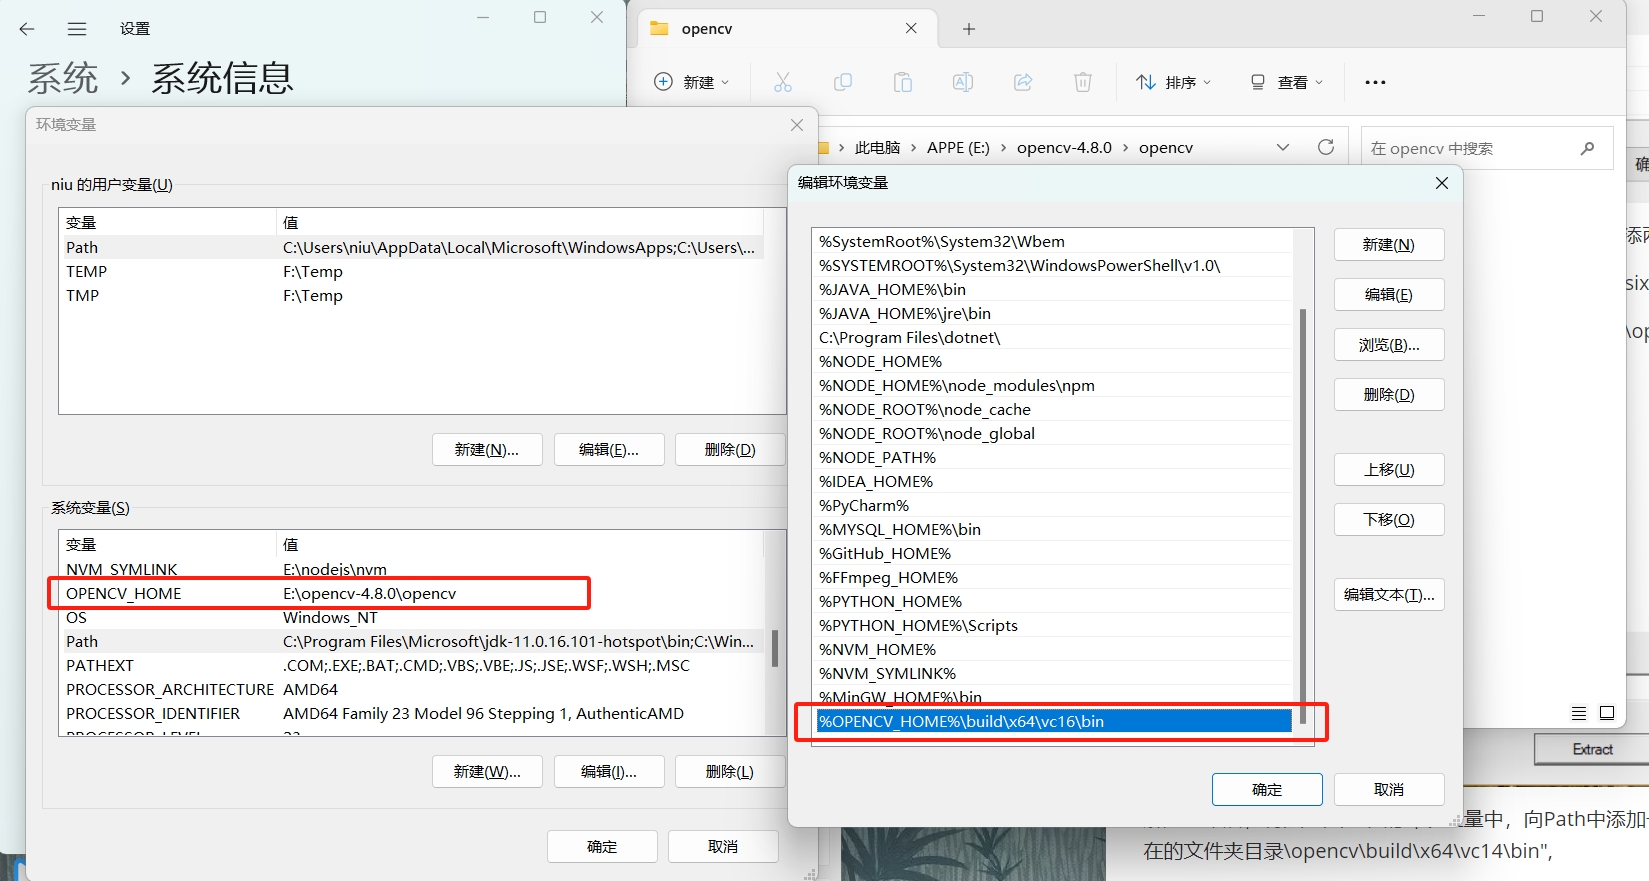 设置
系统 › 系统信息
环境变量
niu 的用户变量(U)
变量 值
Path C:\Users\niu\AppData\Local\Microsoft\WindowsApps;C:\Users\...
TEMP F:\Temp
TMP F:\Temp
新建(N)... 编辑(E)... 删除(D)
系统变量(S)
变量 值
NVM_SYMLINK E:\nodejs\nvm
OPENCV_HOME E:\opencv-4.8.0\opencv
OS Windows_NT
Path C:\Program Files\Microsoft\jdk-11.0.16.101-hotspot\bin;C:\Win...
PATHEXT .COM;.EXE;.BAT;.CMD;.VBS;.VBE;.JS;.JSE;.WSF;.WSH;.MSC
PROCESSOR_ARCHITECTURE AMD64
PROCESSOR_IDENTIFIER AMD64 Family 23 Model 96 Stepping 1, AuthenticAMD
PROCESSOR_LEVEL 23
新建(W)... 编辑(I)... 删除(L)
确定 取消
opencv
新建 排序 查看
此电脑 › APPE (E:) › opencv-4.8.0 › opencv
在 opencv 中搜索
编辑环境变量
%SystemRoot%\System32\Wbem
%SYSTEMROOT%\System32\WindowsPowerShell\v1.0\
%JAVA_HOME%\bin
%JAVA_HOME%\jre\bin
C:\Program Files\dotnet\
%NODE_HOME%
%NODE_HOME%\node_modules\npm
%NODE_ROOT%\node_cache
%NODE_ROOT%\node_global
%NODE_PATH%
%IDEA_HOME%
%PyCharm%
%MYSQL_HOME%\bin
%GitHub_HOME%
%FFmpeg_HOME%
%PYTHON_HOME%
%PYTHON_HOME%\Scripts
%NVM_HOME%
%NVM_SYMLINK%
%MinGW_HOME%\bin
%OPENCV_HOME%\build\x64\vc16\bin
新建(N)
编辑(E)
浏览(B)...
删除(D)
上移(U)
下移(O)
编辑文本(T)...
确定 取消
确
six
\op
Extract
量中，向Path中添加
在的文件夹目录\opencv\build\x64\vc14\bin",